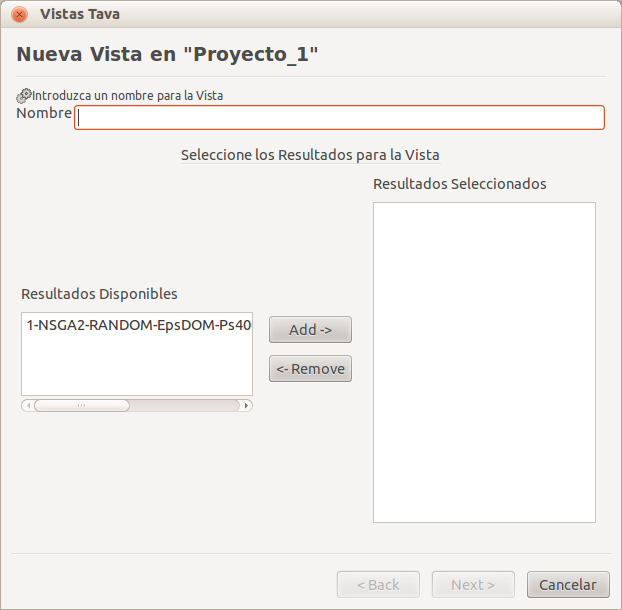 Vistas Tava
Nueva Vista en "Proyecto_1"
Introduzca un nombre para la Vista
Nombre
Seleccione los Resultados para la Vista
Resultados Seleccionados
Resultados Disponibles
1-NSGA2-RANDOM-EpsDOM-Ps40
Add ->
<- Remove
< Back
Next >
Cancelar